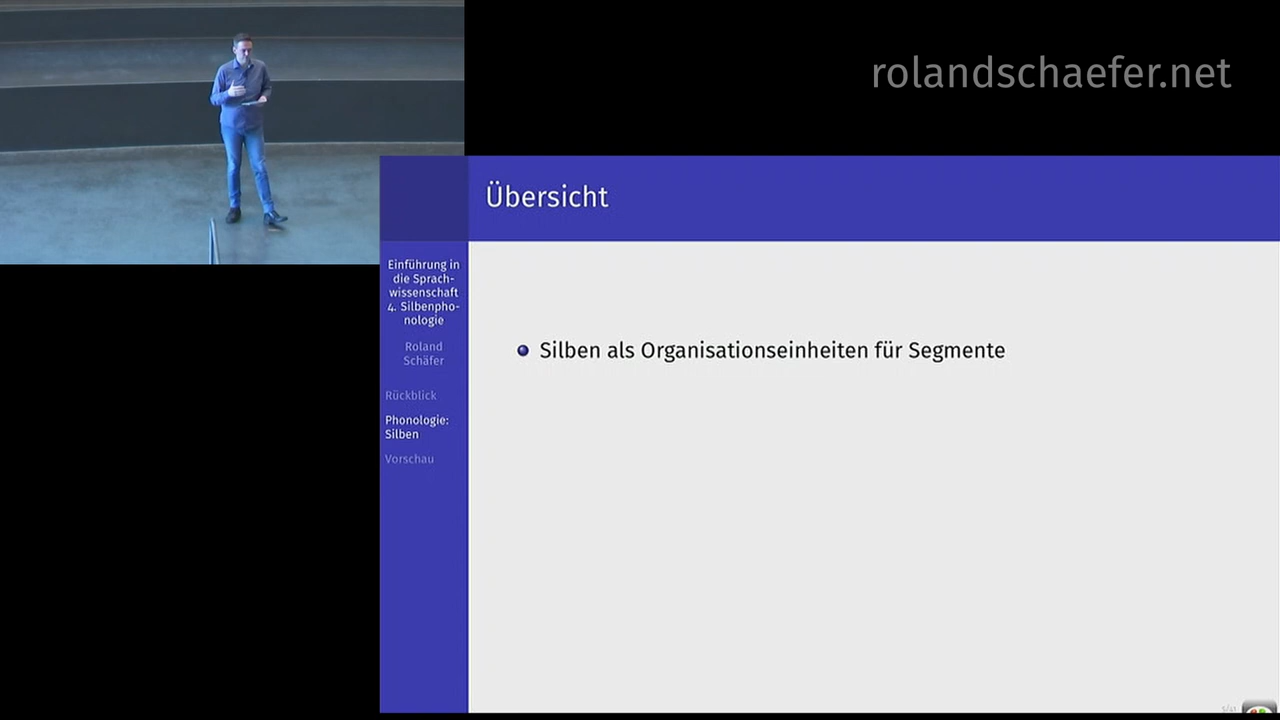 rolandschaefer.net
Übersicht
Einführung in
die Sprach-
wissenschaft
4. Silbenpho-
nologie
Roland
Schäfer
Rückblick
Phonologie:
Silben
Vorschau
Silben als Organisationseinheiten für Segmente